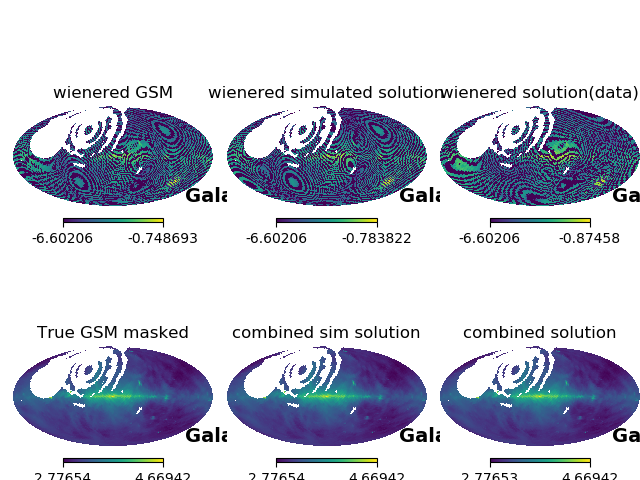 wienered GSM
wienered simulated solution
wienered solution(data)
Gala
Gala
Ga
-6.60206 -0.748693
-6.60206 -0.783822
-6.60206 -0.87458
True GSM masked
combined sim solution
combined solution
Gala
Gala
Ga
2.77654 4.66942
2.77654 4.66942
2.77653 4.66942